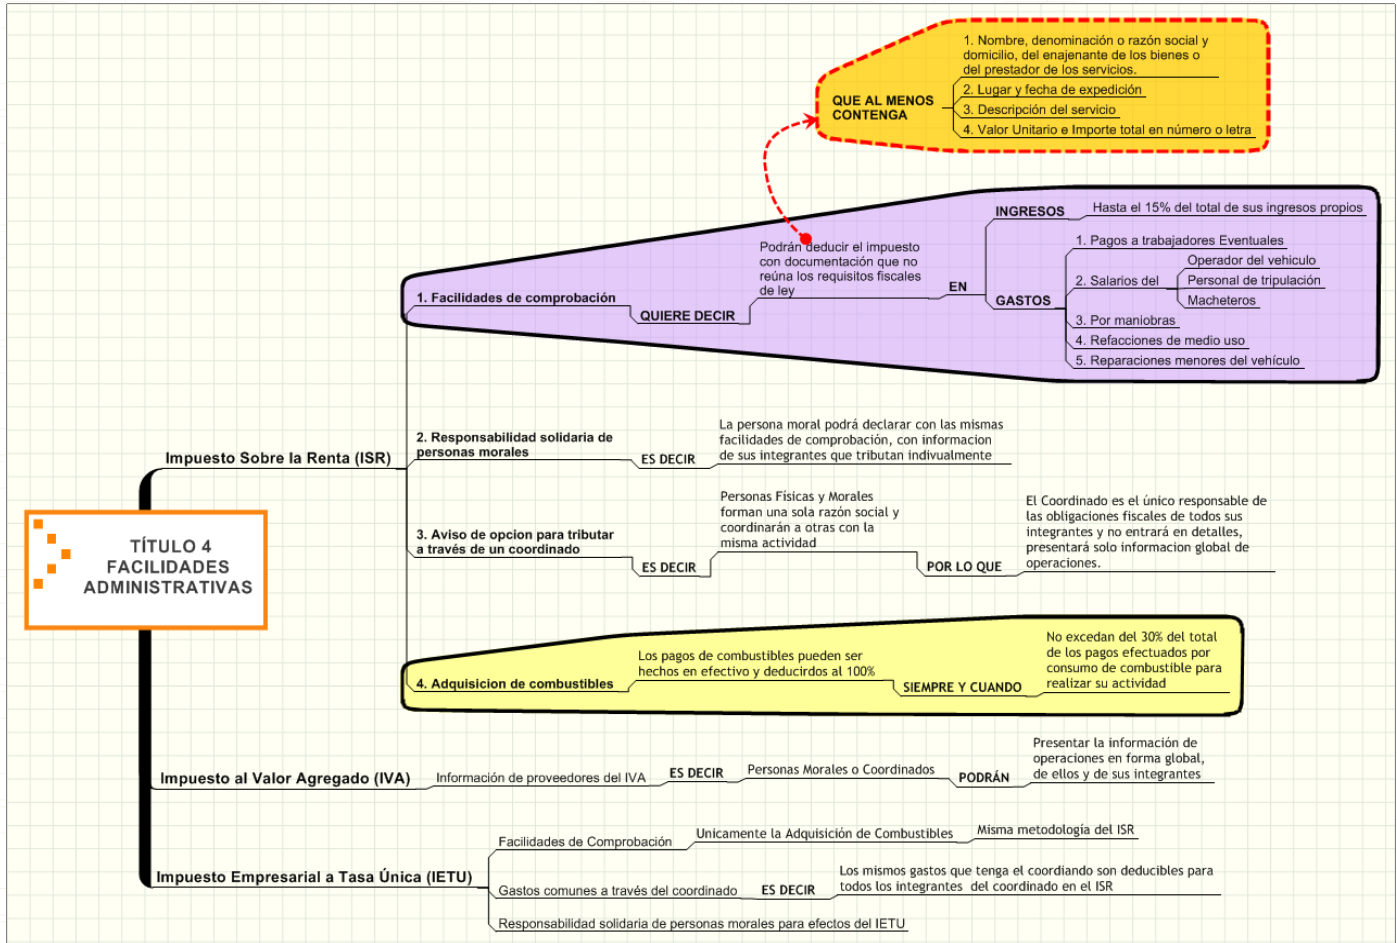 TÍTULO 4
FACILIDADES
ADMINISTRATIVAS
Impuesto Sobre la Renta (ISR)
1. Facilidades de comprobación
QUIERE DECIR
Podrán deducir el impuesto
con documentación que no
reúna los requisitos fiscales
de ley
QUE AL MENOS
CONTENGA
1. Nombre, denominación o razón social y
domicilio, del enajenante de los bienes o
del prestador de los servicios.
2. Lugar y fecha de expedición
3. Descripción del servicio
4. Valor Unitario e Importe total en número o letra
EN
INGRESOS
Hasta el 15% del total de sus ingresos propios
GASTOS
1. Pagos a trabajadores Eventuales
2. Salarios del
Operador del vehiculo
Personal de tripulación
Macheteros
3. Por maniobras
4. Refacciones de medio uso
5. Reparaciones menores del vehículo
2. Responsabilidad solidaria de
personas morales
ES DECIR
La persona moral podrá declarar con las mismas
facilidades de comprobación, con informacion
de sus integrantes que tributan indivualmente
3. Aviso de opcion para tributar
a través de un coordinado
ES DECIR
Personas Físicas y Morales
forman una sola razón social y
coordinarán a otras con la
misma actividad
POR LO QUE
El Coordinado es el único responsable de
las obligaciones fiscales de todos sus
integrantes y no entrará en detalles,
presentará solo informacion global de
operaciones.
4. Adquisicion de combustibles
Los pagos de combustibles pueden ser
hechos en efectivo y deducirdos al 100%
SIEMPRE Y CUANDO
No excedan del 30% del total
de los pagos efectuados por
consumo de combustible para
realizar su actividad
Impuesto al Valor Agregado (IVA)
Información de proveedores del IVA
ES DECIR
Personas Morales o Coordinados
PODRÁN
Presentar la información de
operaciones en forma global,
de ellos y de sus integrantes
Impuesto Empresarial a Tasa Única (IETU)
Facilidades de Comprobación
Unicamente la Adquisición de Combustibles
Misma metodología del ISR
Gastos comunes a través del coordinado
ES DECIR
Los mismos gastos que tenga el coordiando son deducibles para
todos los integrantes del coordinado en el ISR
Responsabilidad solidaria de personas morales para efectos del IETU